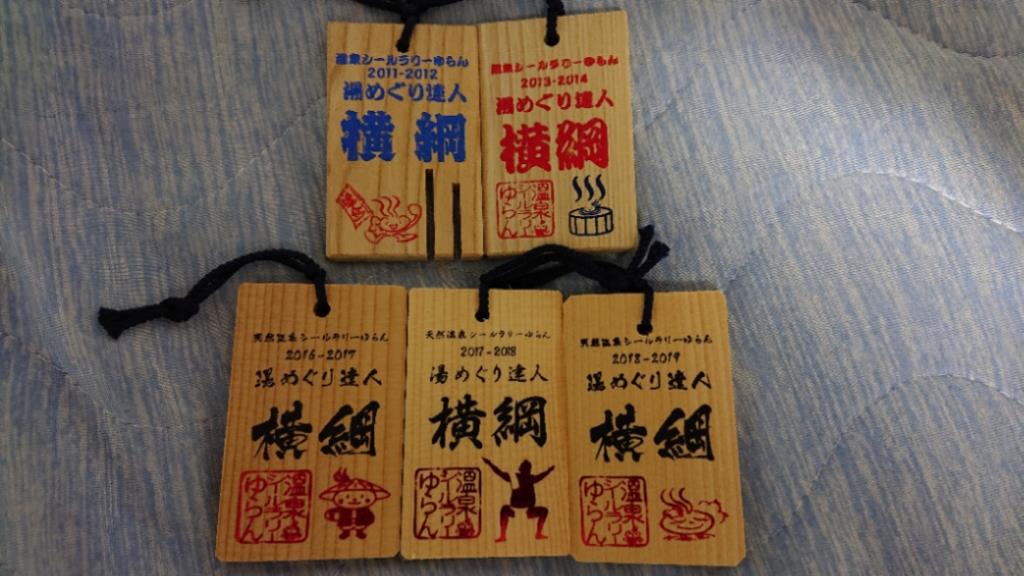 温泉シールラリーゆらん
2011-2012
湯めぐり達人
横綱
温泉シールラリーゆらん
2013-2014
湯めぐり達人
横綱
温泉
シールラリー
ゆらん
天然温泉シールラリーゆらん
2016-2017
湯めぐり達人
横綱
温泉
シールラリー
ゆらん
天然温泉シールラリーゆらん
2017-2018
湯めぐり達人
横綱
温泉
シールラリー
ゆらん
天然温泉シールラリーゆらん
2018-2019
湯めぐり達人
横綱
温泉
シールラリー
ゆらん